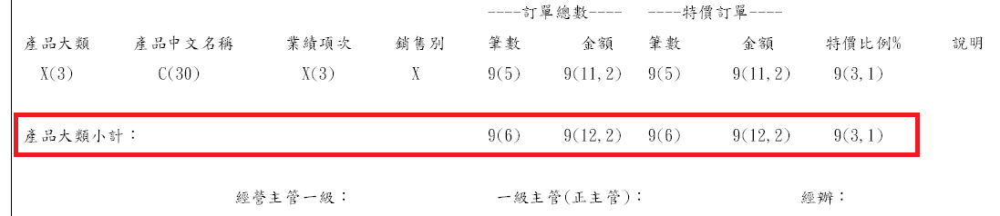 ----訂單總數---- ----特價訂單----
產品大類 產品中文名稱 業績項次 銷售別 筆數 金額 筆數 金額 特價比例% 說明
X(3) C(30) X(3) X 9(5) 9(11,2) 9(5) 9(11,2) 9(3,1)
產品大類小計： 9(6) 9(12,2) 9(6) 9(12,2) 9(3,1)
經營主管一級： 一級主管(正主管)： 經辦：